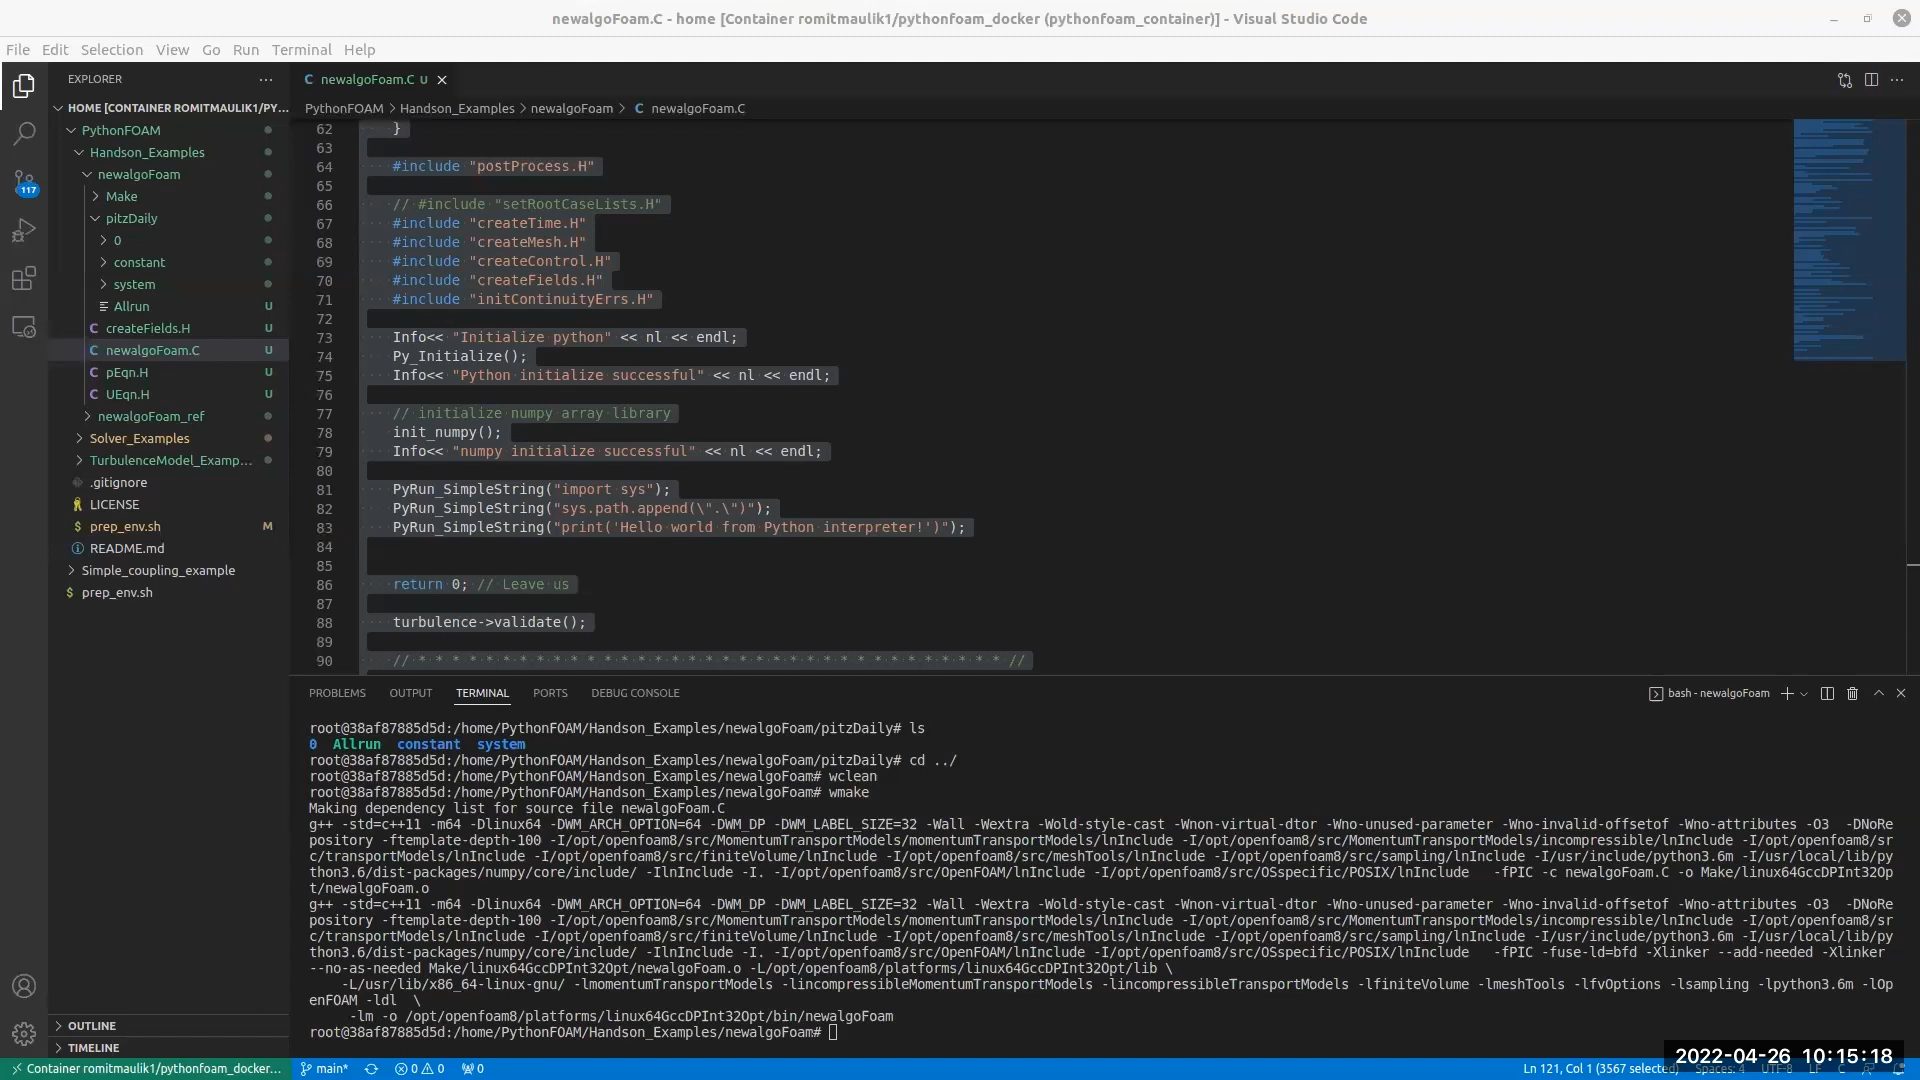 newalgoFoam.C - home [Container romitmaulik1/pythonfoam_docker (pythonfoam_container)] - Visual Studio Code
File Edit Selection View Go Run Terminal Help
EXPLORER
HOME [CONTAINER ROMITMAULIK1/PY...
PythonFOAM
Handson_Examples
newalgoFoam
Make
pitzDaily
0
constant
system
Allrun U
C createFields.H U
C newalgoFoam.C U
C pEqn.H U
C UEqn.H U
newalgoFoam_ref
Solver_Examples
TurbulenceModel_Examp...
.gitignore
LICENSE
$ prep_env.sh M
README.md
Simple_coupling_example
$ prep_env.sh
OUTLINE
TIMELINE
117
C newalgoFoam.C U
PythonFOAM > Handson_Examples > newalgoFoam > C newalgoFoam.C
62 }
63
64 #include "postProcess.H"
65
66 // #include "setRootCaseLists.H"
67 #include "createTime.H"
68 #include "createMesh.H"
69 #include "createControl.H"
70 #include "createFields.H"
71 #include "initContinuityErrs.H"
72
73 Info<< "Initialize python" << nl << endl;
74 Py_Initialize();
75 Info<< "Python initialize successful" << nl << endl;
76
77 // initialize numpy array library
78 init_numpy();
79 Info<< "numpy initialize successful" << nl << endl;
80
81 PyRun_SimpleString("import sys");
82 PyRun_SimpleString("sys.path.append(\".\")");
83 PyRun_SimpleString("print('Hello world from Python interpreter!')");
84
85
86 return 0; // Leave us
87
88 turbulence->validate();
89
90 // * * * * * * * * * * * * * * * * * * * * * * * * * * * * * * * * * * * //
PROBLEMS OUTPUT TERMINAL PORTS DEBUG CONSOLE
bash - newalgoFoam
root@38af87885d5d:/home/PythonFOAM/Handson_Examples/newalgoFoam/pitzDaily# ls
0 Allrun constant system
root@38af87885d5d:/home/PythonFOAM/Handson_Examples/newalgoFoam/pitzDaily# cd ../
root@38af87885d5d:/home/PythonFOAM/Handson_Examples/newalgoFoam# wclean
root@38af87885d5d:/home/PythonFOAM/Handson_Examples/newalgoFoam# wmake
Making dependency list for source file newalgoFoam.C
g++ -std=c++11 -m64 -Dlinux64 -DWM_ARCH_OPTION=64 -DWM_DP -DWM_LABEL_SIZE=32 -Wall -Wextra -Wold-style-cast -Wnon-virtual-dtor -Wno-unused-parameter -Wno-invalid-offsetof -Wno-attributes -O3 -DNoRe
pository -ftemplate-depth-100 -I/opt/openfoam8/src/MomentumTransportModels/momentumTransportModels/lnInclude -I/opt/openfoam8/src/MomentumTransportModels/incompressible/lnInclude -I/opt/openfoam8/sr
c/transportModels/lnInclude -I/opt/openfoam8/src/finiteVolume/lnInclude -I/opt/openfoam8/src/meshTools/lnInclude -I/opt/openfoam8/src/sampling/lnInclude -I/usr/include/python3.6m -I/usr/local/lib/py
thon3.6/dist-packages/numpy/core/include/ -IlnInclude -I. -I/opt/openfoam8/src/OpenFOAM/lnInclude -I/opt/openfoam8/src/OSspecific/POSIX/lnInclude -fPIC -c newalgoFoam.C -o Make/linux64GccDPInt32Op
t/newalgoFoam.o
g++ -std=c++11 -m64 -Dlinux64 -DWM_ARCH_OPTION=64 -DWM_DP -DWM_LABEL_SIZE=32 -Wall -Wextra -Wold-style-cast -Wnon-virtual-dtor -Wno-unused-parameter -Wno-invalid-offsetof -Wno-attributes -O3 -DNoRe
pository -ftemplate-depth-100 -I/opt/openfoam8/src/MomentumTransportModels/momentumTransportModels/lnInclude -I/opt/openfoam8/src/MomentumTransportModels/incompressible/lnInclude -I/opt/openfoam8/sr
c/transportModels/lnInclude -I/opt/openfoam8/src/finiteVolume/lnInclude -I/opt/openfoam8/src/meshTools/lnInclude -I/opt/openfoam8/src/sampling/lnInclude -I/usr/include/python3.6m -I/usr/local/lib/py
thon3.6/dist-packages/numpy/core/include/ -IlnInclude -I. -I/opt/openfoam8/src/OpenFOAM/lnInclude -I/opt/openfoam8/src/OSspecific/POSIX/lnInclude -fPIC -fuse-ld=bfd -Xlinker --add-needed -Xlinker
--no-as-needed Make/linux64GccDPInt32Opt/newalgoFoam.o -L/opt/openfoam8/platforms/linux64GccDPInt32Opt/lib \
-L/usr/lib/x86_64-linux-gnu/ -lmomentumTransportModels -lincompressibleMomentumTransportModels -lincompressibleTransportModels -lfiniteVolume -lmeshTools -lfvOptions -lsampling -lpython3.6m -lOp
enFOAM -ldl \
-lm -o /opt/openfoam8/platforms/linux64GccDPInt32Opt/bin/newalgoFoam
root@38af87885d5d:/home/PythonFOAM/Handson_Examples/newalgoFoam#
2022-04-26 10:15:18
Container romitmaulik1/pythonfoam_docker... main* 0 0 0 Ln 121, Col 1 (3567 selected) Spaces: 4 UTF-8 LF C